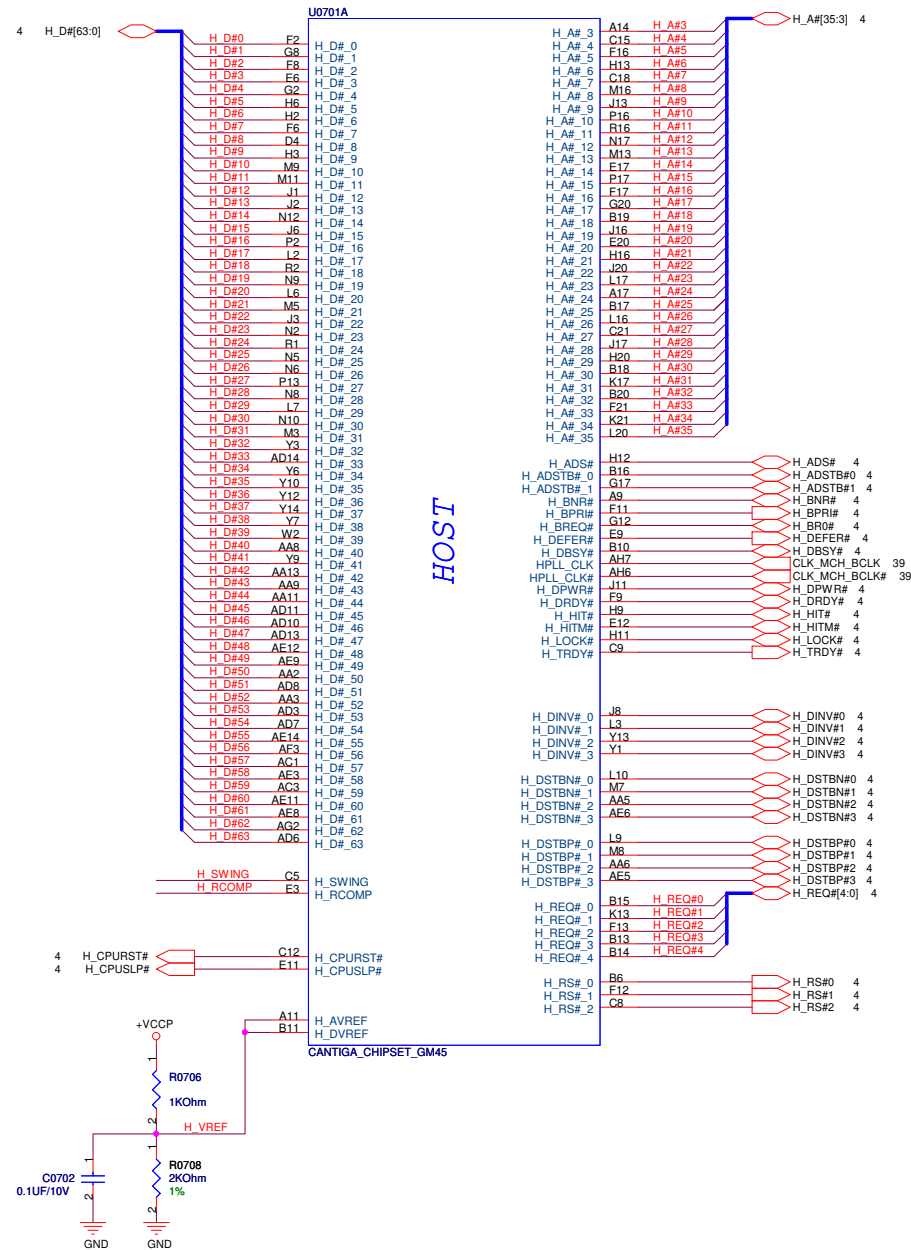 U0701A
4 H_D#[63:0]
H_A#[35:3] 4
H_D#0 F2 H_D#_0
H_D#1 G8 H_D#_1
H_D#2 F8 H_D#_2
H_D#3 E6 H_D#_3
H_D#4 G2 H_D#_4
H_D#5 H6 H_D#_5
H_D#6 H2 H_D#_6
H_D#7 F6 H_D#_7
H_D#8 D4 H_D#_8
H_D#9 H3 H_D#_9
H_D#10 M9 H_D#_10
H_D#11 M11 H_D#_11
H_D#12 J1 H_D#_12
H_D#13 J2 H_D#_13
H_D#14 N12 H_D#_14
H_D#15 J6 H_D#_15
H_D#16 P2 H_D#_16
H_D#17 L2 H_D#_17
H_D#18 R2 H_D#_18
H_D#19 N9 H_D#_19
H_D#20 L6 H_D#_20
H_D#21 M5 H_D#_21
H_D#22 J3 H_D#_22
H_D#23 N2 H_D#_23
H_D#24 R1 H_D#_24
H_D#25 N5 H_D#_25
H_D#26 N6 H_D#_26
H_D#27 P13 H_D#_27
H_D#28 N8 H_D#_28
H_D#29 L7 H_D#_29
H_D#30 N10 H_D#_30
H_D#31 M3 H_D#_31
H_D#32 Y3 H_D#_32
H_D#33 AD14 H_D#_33
H_D#34 Y6 H_D#_34
H_D#35 Y10 H_D#_35
H_D#36 Y12 H_D#_36
H_D#37 Y14 H_D#_37
H_D#38 Y7 H_D#_38
H_D#39 W2 H_D#_39
H_D#40 AA8 H_D#_40
H_D#41 Y9 H_D#_41
H_D#42 AA13 H_D#_42
H_D#43 AA9 H_D#_43
H_D#44 AA11 H_D#_44
H_D#45 AD11 H_D#_45
H_D#46 AD10 H_D#_46
H_D#47 AD13 H_D#_47
H_D#48 AE12 H_D#_48
H_D#49 AE9 H_D#_49
H_D#50 AA2 H_D#_50
H_D#51 AD8 H_D#_51
H_D#52 AA3 H_D#_52
H_D#53 AD3 H_D#_53
H_D#54 AD7 H_D#_54
H_D#55 AE14 H_D#_55
H_D#56 AF3 H_D#_56
H_D#57 AC1 H_D#_57
H_D#58 AE3 H_D#_58
H_D#59 AC3 H_D#_59
H_D#60 AE11 H_D#_60
H_D#61 AE8 H_D#_61
H_D#62 AG2 H_D#_62
H_D#63 AD6 H_D#_63
H_SWING C5 H_SWING
H_RCOMP E3 H_RCOMP
4 H_CPURST# C12 H_CPURST#
4 H_CPUSLP# E11 H_CPUSLP#
A11 H_AVREF
B11 H_DVREF
HOST
H_A#_3 A14 H_A#3
H_A#_4 C15 H_A#4
H_A#_5 F16 H_A#5
H_A#_6 H13 H_A#6
H_A#_7 C18 H_A#7
H_A#_8 M16 H_A#8
H_A#_9 J13 H_A#9
H_A#_10 P16 H_A#10
H_A#_11 R16 H_A#11
H_A#_12 N17 H_A#12
H_A#_13 M13 H_A#13
H_A#_14 E17 H_A#14
H_A#_15 P17 H_A#15
H_A#_16 F17 H_A#16
H_A#_17 G20 H_A#17
H_A#_18 B19 H_A#18
H_A#_19 J16 H_A#19
H_A#_20 E20 H_A#20
H_A#_21 H16 H_A#21
H_A#_22 J20 H_A#22
H_A#_23 L17 H_A#23
H_A#_24 A17 H_A#24
H_A#_25 B17 H_A#25
H_A#_26 L16 H_A#26
H_A#_27 C21 H_A#27
H_A#_28 J17 H_A#28
H_A#_29 H20 H_A#29
H_A#_30 B18 H_A#30
H_A#_31 K17 H_A#31
H_A#_32 B20 H_A#32
H_A#_33 F21 H_A#33
H_A#_34 K21 H_A#34
H_A#_35 L20 H_A#35
H_ADS# H12 H_ADS# 4
H_ADSTB#_0 B16 H_ADSTB#0 4
H_ADSTB#_1 G17 H_ADSTB#1 4
H_BNR# A9 H_BNR# 4
H_BPRI# F11 H_BPRI# 4
H_BREQ# G12 H_BR0# 4
H_DEFER# E9 H_DEFER# 4
H_DBSY# B10 H_DBSY# 4
HPLL_CLK AH7 CLK_MCH_BCLK 39
HPLL_CLK# AH6 CLK_MCH_BCLK# 39
H_DPWR# J11 H_DPWR# 4
H_DRDY# F9 H_DRDY# 4
H_HIT# H9 H_HIT# 4
H_HITM# E12 H_HITM# 4
H_LOCK# H11 H_LOCK# 4
H_TRDY# C9 H_TRDY# 4
H_DINV#_0 J8 H_DINV#0 4
H_DINV#_1 L3 H_DINV#1 4
H_DINV#_2 Y13 H_DINV#2 4
H_DINV#_3 Y1 H_DINV#3 4
H_DSTBN#_0 L10 H_DSTBN#0 4
H_DSTBN#_1 M7 H_DSTBN#1 4
H_DSTBN#_2 AA5 H_DSTBN#2 4
H_DSTBN#_3 AE6 H_DSTBN#3 4
H_DSTBP#_0 L9 H_DSTBP#0 4
H_DSTBP#_1 M8 H_DSTBP#1 4
H_DSTBP#_2 AA6 H_DSTBP#2 4
H_DSTBP#_3 AE5 H_DSTBP#3 4
H_REQ#[4:0] 4
H_REQ#_0 B15 H_REQ#0
H_REQ#_1 K13 H_REQ#1
H_REQ#_2 F13 H_REQ#2
H_REQ#_3 B13 H_REQ#3
H_REQ#_4 B14 H_REQ#4
H_RS#_0 B6 H_RS#0 4
H_RS#_1 F12 H_RS#1 4
H_RS#_2 C8 H_RS#2 4
CANTIGA_CHIPSET_GM45
+VCCP
1
R0706
1KOhm
2
H_VREF
1
C0702
0.1UF/10V
2
GND
1
R0708
2KOhm
1%
2
GND